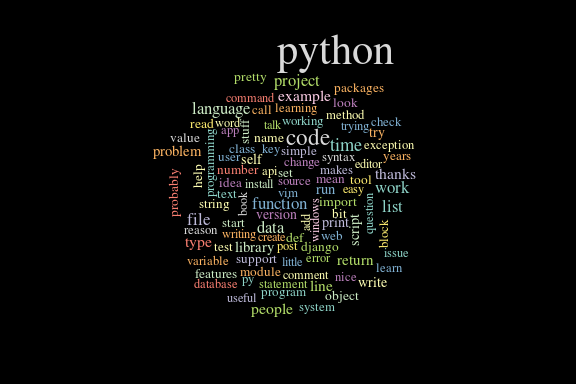 python
pretty project
packages
command example
look
language call learning
method
read words stuff talk working trying check
app
value name code time try exception
problem class key simple syntax years
user self change editor
programming
help number api set makes thanks
probably idea install source mean tool
text vim run easy work
string book function import list
file version windows bit
start add print question
reason data script block
writing create def web
type test library post django
issue
variable support little error return
features module comment learn
database py statement line nice write
program
useful object
people system